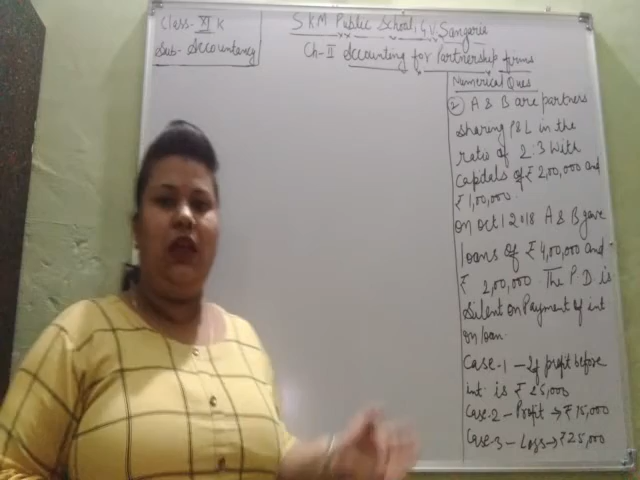 Class- XI K
Sub- Accountancy
S KM Public School, G.V. Sangaria
Ch-II Accounting for Partnership firms
Numerical Ques
2 A & B are partners
sharing P&L in the
ratio of 2:3 with
capitals of ₹ 2,00,000 and
₹ 1,00,000.
on Oct 1 2018 A & B gave
loans of ₹ 4,00,000 and
₹ 2,00,000 The P.D. is
Silent on Payment of int
on loan.
Case-1 - If profit before
int is ₹ 25,000
Case-2 - Profit → ₹ 15,000
Case-3 - Loss → ₹ 25,000